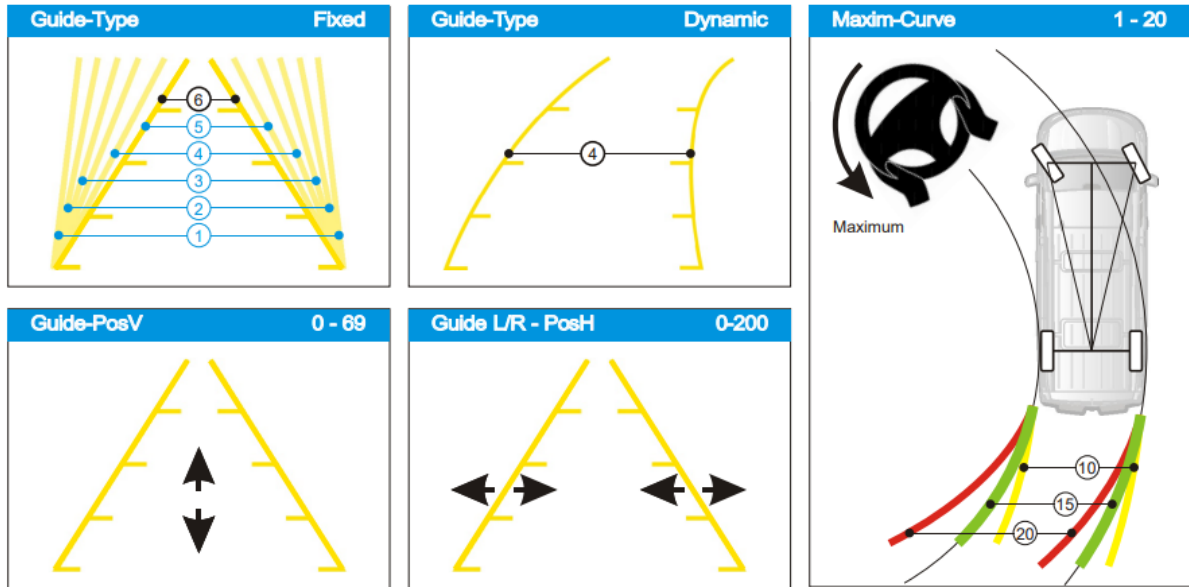 Guide-Type Fixed
6
5
4
3
2
1
Guide-Type Dynamic
4
Maxim-Curve 1 - 20
Maximum
10
15
20
Guide-PosV 0 - 69
Guide L/R - PosH 0-200